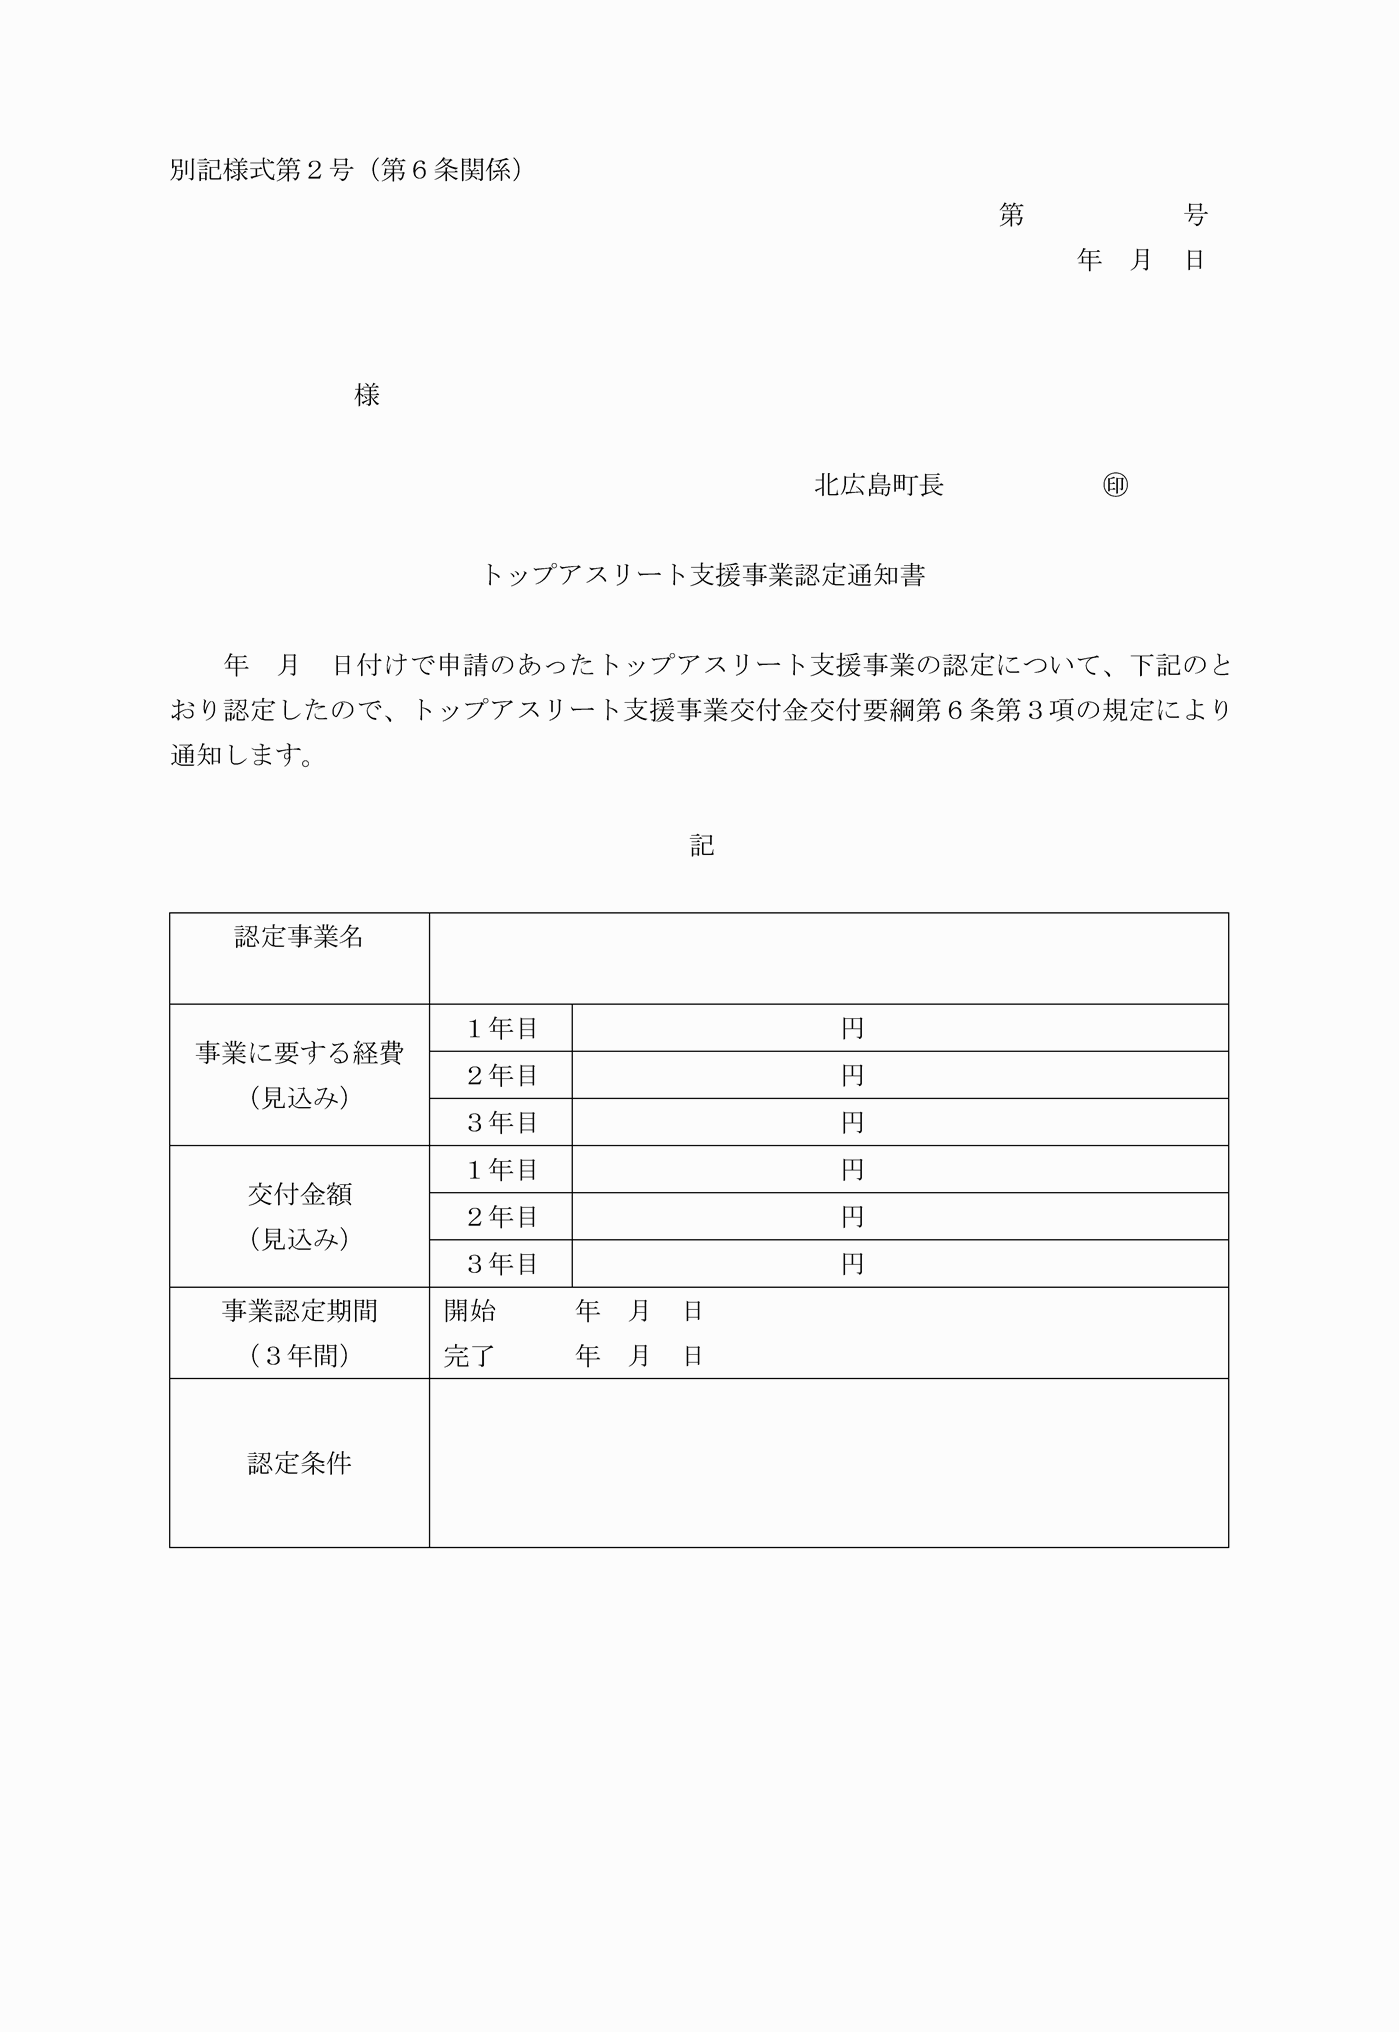 別記様式第２号（第６条関係）
第　　　　　　号
年　月　日
様
北広島町長　　　　　　㊞
トップアスリート支援事業認定通知書
年　月　日付けで申請のあったトップアスリート支援事業の認定について、下記のと
おり認定したので、トップアスリート支援事業交付金交付要綱第６条第３項の規定により
通知します。
記
認定事業名
事業に要する経費
（見込み）
１年目　円
２年目　円
３年目　円
交付金額
（見込み）
１年目　円
２年目　円
３年目　円
事業認定期間
（３年間）
開始　　　年　月　日
完了　　　年　月　日
認定条件